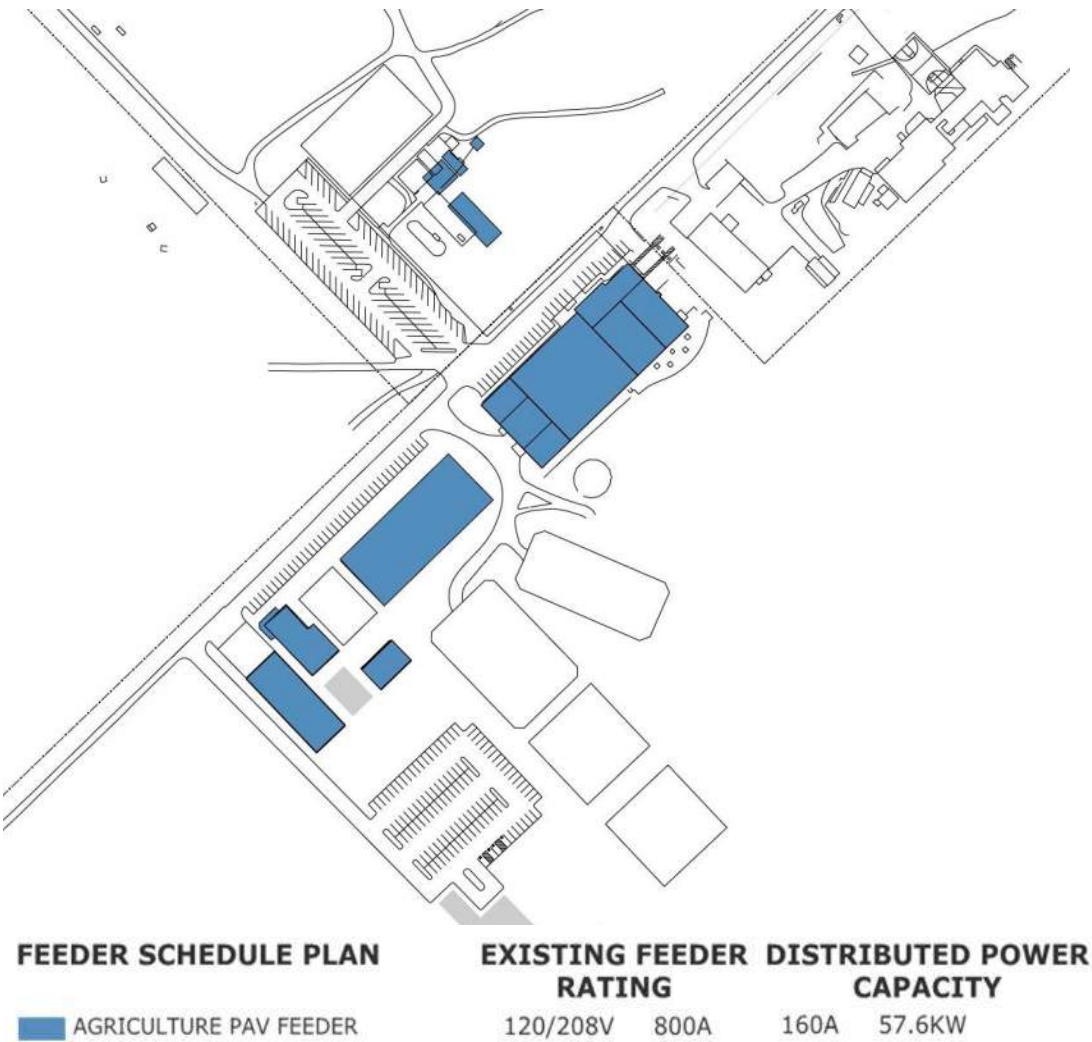 FEEDER SCHEDULE PLAN
EXISTING FEEDER RATING
DISTRIBUTED POWER CAPACITY
AGRICULTURE PAV FEEDER 120/208V 800A 160A 57.6KW